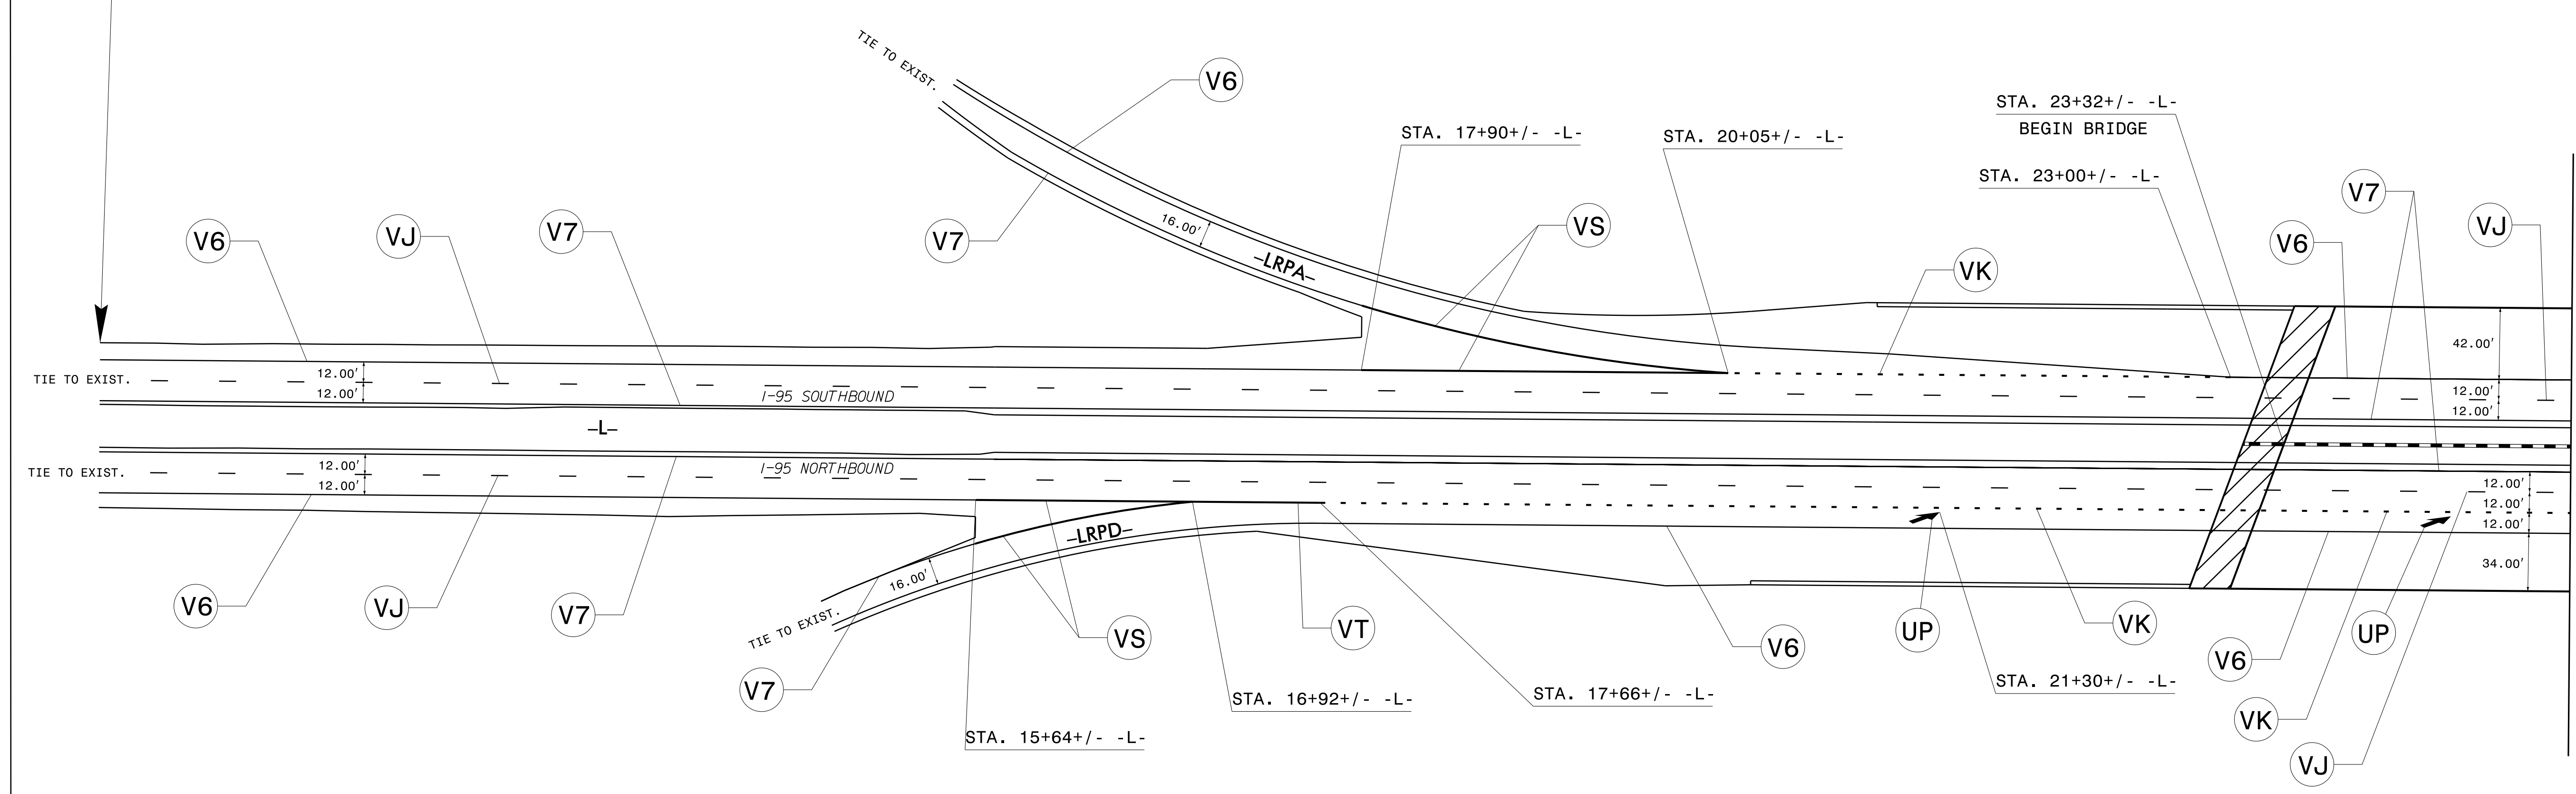 TIE TO EXIST.
V6
STA. 17+90+/- -L-
STA. 20+05+/- -L-
STA. 23+32+/- -L-
BEGIN BRIDGE
STA. 23+00+/- -L-
V6
VJ
V7
V7
16.00'
-LRPA-
VS
VK
V6
V7
VJ
TIE TO EXIST.
12.00'
12.00'
I-95 SOUTHBOUND
42.00'
12.00'
12.00'
-L-
TIE TO EXIST.
12.00'
12.00'
I-95 NORTHBOUND
12.00'
12.00'
12.00'
34.00'
-LRPD-
16.00'
TIE TO EXIST.
V6
VJ
V7
V7
VS
VT
V6
UP
VK
V6
UP
STA. 15+64+/- -L-
STA. 16+92+/- -L-
STA. 17+66+/- -L-
STA. 21+30+/- -L-
VK
VJ